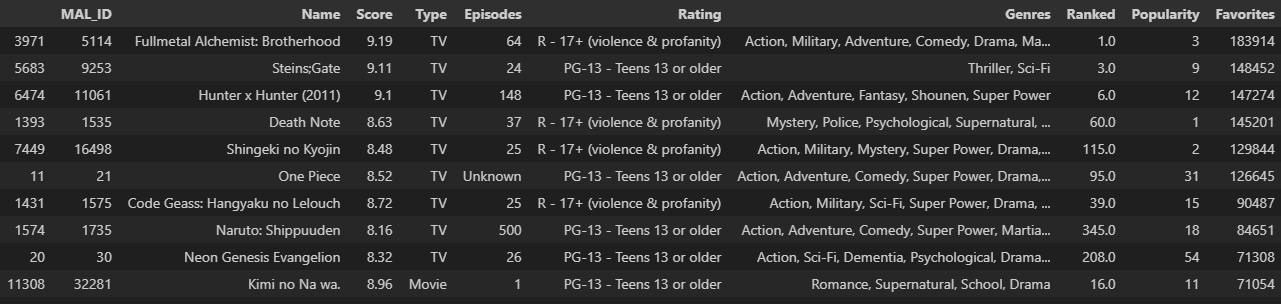 MAL_ID Name Score Type Episodes Rating Genres Ranked Popularity Favorites
3971 5114 Fullmetal Alchemist: Brotherhood 9.19 TV 64 R - 17+ (violence & profanity) Action, Military, Adventure, Comedy, Drama, Ma... 1.0 3 183914
5683 9253 Steins;Gate 9.11 TV 24 PG-13 - Teens 13 or older Thriller, Sci-Fi 3.0 9 148452
6474 11061 Hunter x Hunter (2011) 9.1 TV 148 PG-13 - Teens 13 or older Action, Adventure, Fantasy, Shounen, Super Power 6.0 12 147274
1393 1535 Death Note 8.63 TV 37 R - 17+ (violence & profanity) Mystery, Police, Psychological, Supernatural, ... 60.0 1 145201
7449 16498 Shingeki no Kyojin 8.48 TV 25 R - 17+ (violence & profanity) Action, Military, Mystery, Super Power, Drama,... 115.0 2 129844
11 21 One Piece 8.52 TV Unknown PG-13 - Teens 13 or older Action, Adventure, Comedy, Super Power, Drama,... 95.0 31 126645
1431 1575 Code Geass: Hangyaku no Lelouch 8.72 TV 25 R - 17+ (violence & profanity) Action, Military, Sci-Fi, Super Power, Drama, ... 39.0 15 90487
1574 1735 Naruto: Shippuuden 8.16 TV 500 PG-13 - Teens 13 or older Action, Adventure, Comedy, Super Power, Martia... 345.0 18 84651
20 30 Neon Genesis Evangelion 8.32 TV 26 PG-13 - Teens 13 or older Action, Sci-Fi, Dementia, Psychological, Drama... 208.0 54 71308
11308 32281 Kimi no Na wa. 8.96 Movie 1 PG-13 - Teens 13 or older Romance, Supernatural, School, Drama 16.0 11 71054